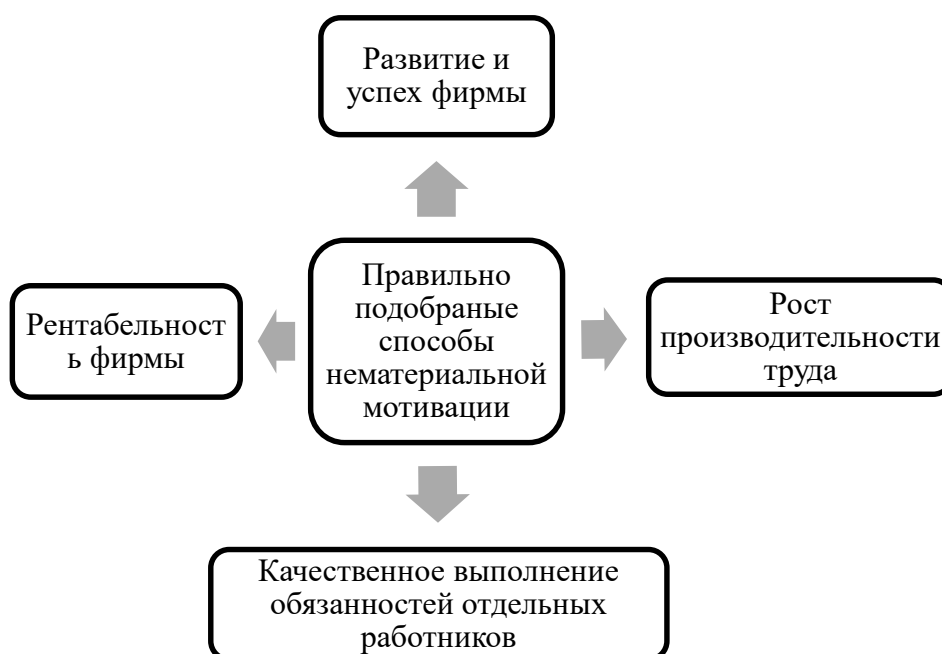 Развитие и
успех фирмы
Правильно
подобраные
способы
нематериальной
мотивации
Рентабельност
ь фирмы
Рост
производительности
труда
Качественное выполнение
обязанностей отдельных
работников